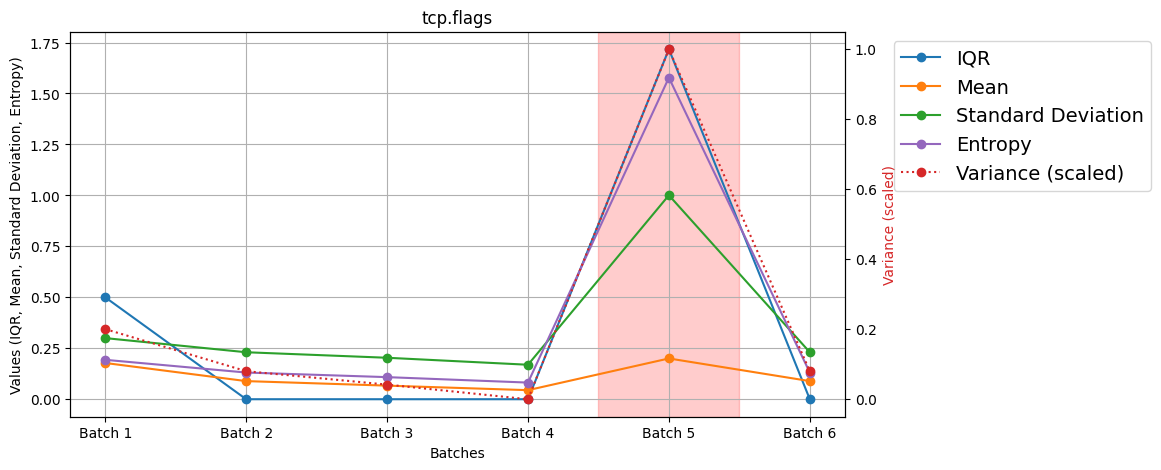 tcp.flags
Values (IQR, Mean, Standard Deviation, Entropy)
1.75
1.50
1.25
1.00
0.75
0.50
0.25
0.00
Batch 1
Batch 2
Batch 3
Batch 4
Batch 5
Batch 6
Batches
1.0
0.8
0.6
0.4
0.2
0.0
Variance (scaled)
IQR
Mean
Standard Deviation
Entropy
Variance (scaled)